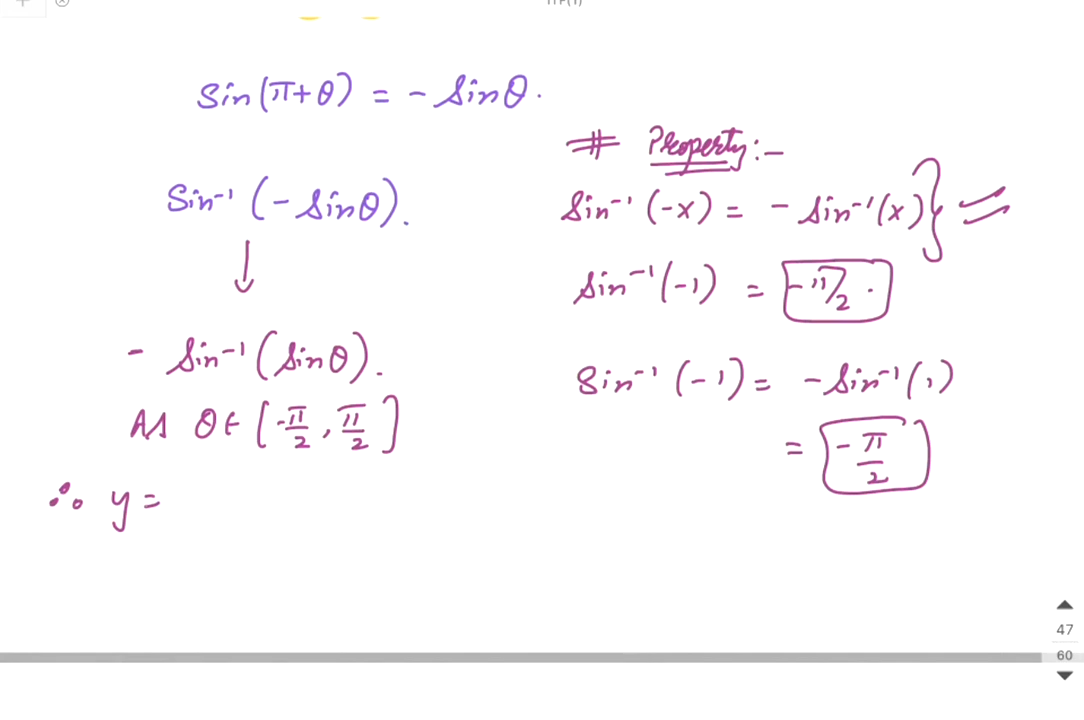 Sin(π+θ) = - Sinθ.
Sin⁻¹(- Sinθ).
↓
- Sin⁻¹(Sinθ).
As θ ∈ [-π/2, π/2]
∴ y =
# Property:-
Sin⁻¹(-x) = - Sin⁻¹(x) }
Sin⁻¹(-1) = -π/2.
Sin⁻¹(-1) = - Sin⁻¹(1)
= -π/2
47
60